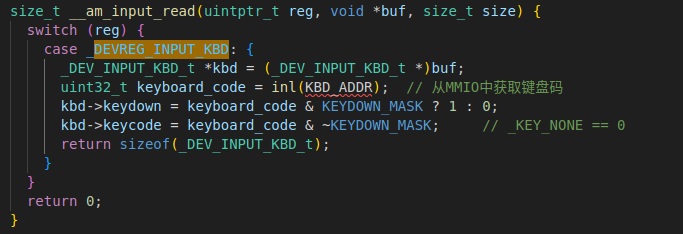 size_t __am_input_read(uintptr_t reg, void *buf, size_t size) {
  switch (reg) {
    case _DEVREG_INPUT_KBD: {
      _DEV_INPUT_KBD_t *kbd = (_DEV_INPUT_KBD_t *)buf;
      uint32_t keyboard_code = inl(KBD_ADDR);  // 从MMIO中获取键盘码
      kbd->keydown = keyboard_code & KEYDOWN_MASK ? 1 : 0;
      kbd->keycode = keyboard_code & ~KEYDOWN_MASK;     // _KEY_NONE == 0
      return sizeof(_DEV_INPUT_KBD_t);
    }
  }
  return 0;
}